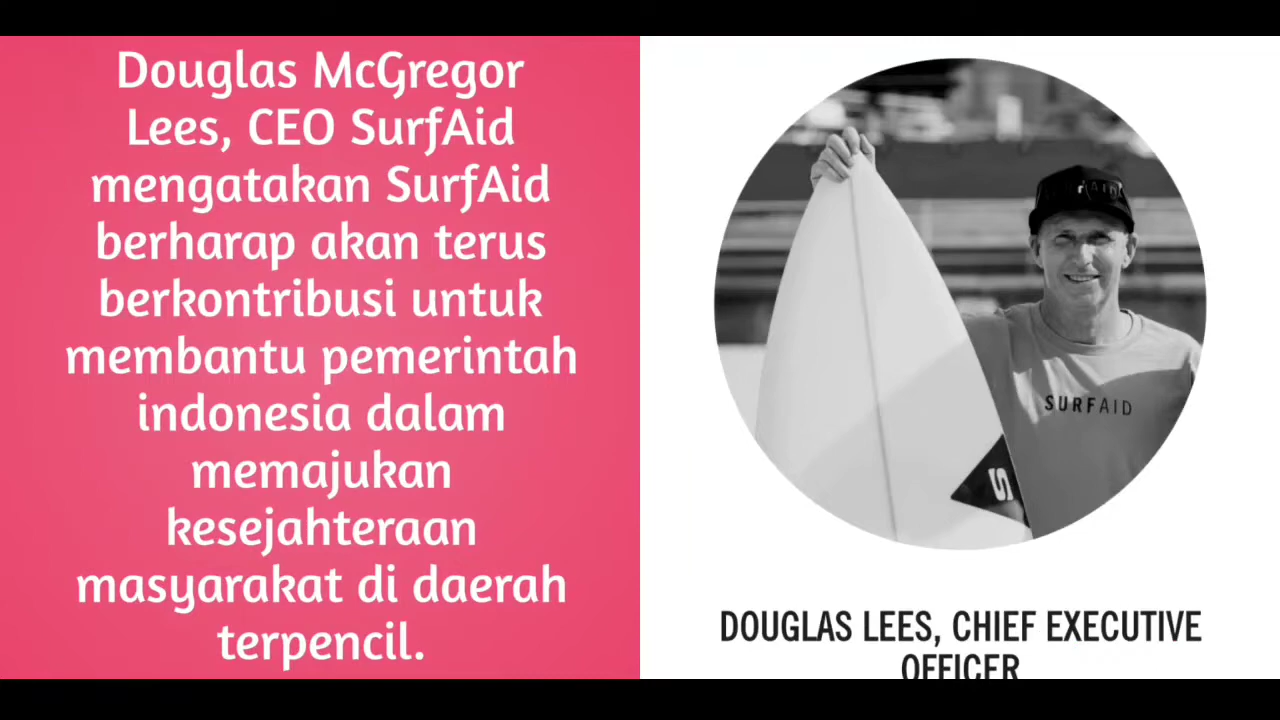 Douglas McGregor
Lees, CEO SurfAid
mengatakan SurfAid
berharap akan terus
berkontribusi untuk
membantu pemerintah
indonesia dalam
memajukan
kesejahteraan
masyarakat di daerah
terpencil.
SURFAID
SURFAID
S
DOUGLAS LEES, CHIEF EXECUTIVE
OFFICER